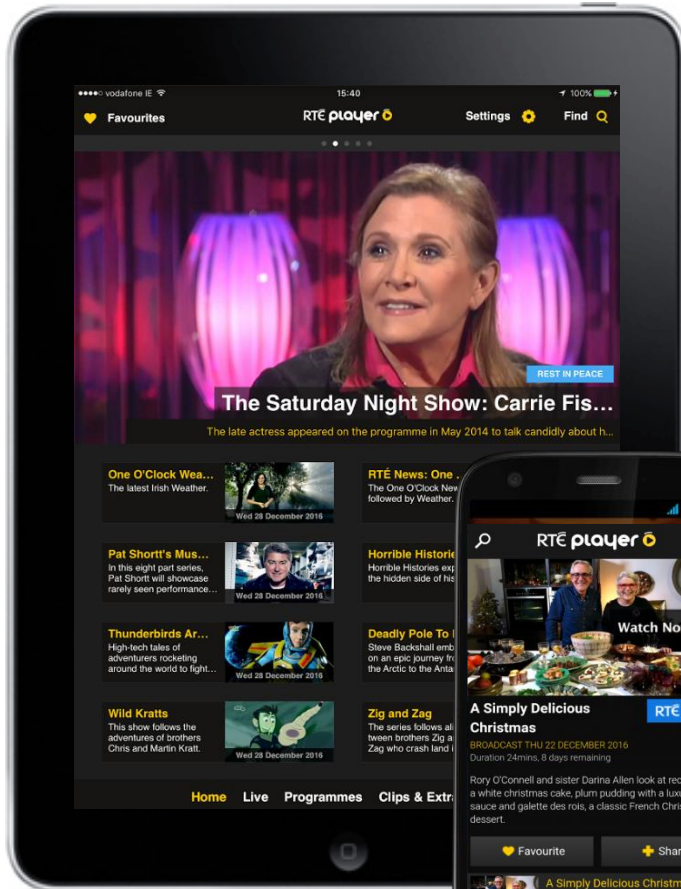 vodafone IE
15:40
100%
Favourites
RTÉ player
Settings
Find
REST IN PEACE
The Saturday Night Show: Carrie Fis...
The late actress appeared on the programme in May 2014 to talk candidly about h...
One O'Clock Wea...
The latest Irish Weather.
Wed 28 December 2016
RTÉ News: One
The One O'Clock New
followed by Weather.
Pat Shortt's Mus...
In this eight part series,
Pat Shortt will showcase
rarely seen performance...
Wed 28 December 2016
Horrible Historie
Horrible Histories exp
the hidden side of his
Thunderbirds Ar...
High-tech tales of
adventurers rocketing
around the world to fight...
Wed 28 December 2016
Deadly Pole To
Steve Backshall emb
on an epic journey fro
the Arctic to the Anta
Wild Kratts
This show follows the
adventures of brothers
Chris and Martin Kratt.
Wed 28 December 2016
Zig and Zag
The series follows ali
tween brothers Zig a
Zag who crash land i
Home Live Programmes Clips & Extr
RTÉ player
Watch No
A Simply Delicious
Christmas
RTÉ
BROADCAST THU 22 DECEMBER 2016
Duration 24mins, 8 days remaining
Rory O'Connell and sister Darina Allen look at rec
a white christmas cake, plum pudding with a luxu
sauce and galette des rois, a classic French Chris
dessert.
Favourite
Shar
A Simply Delicious Christm